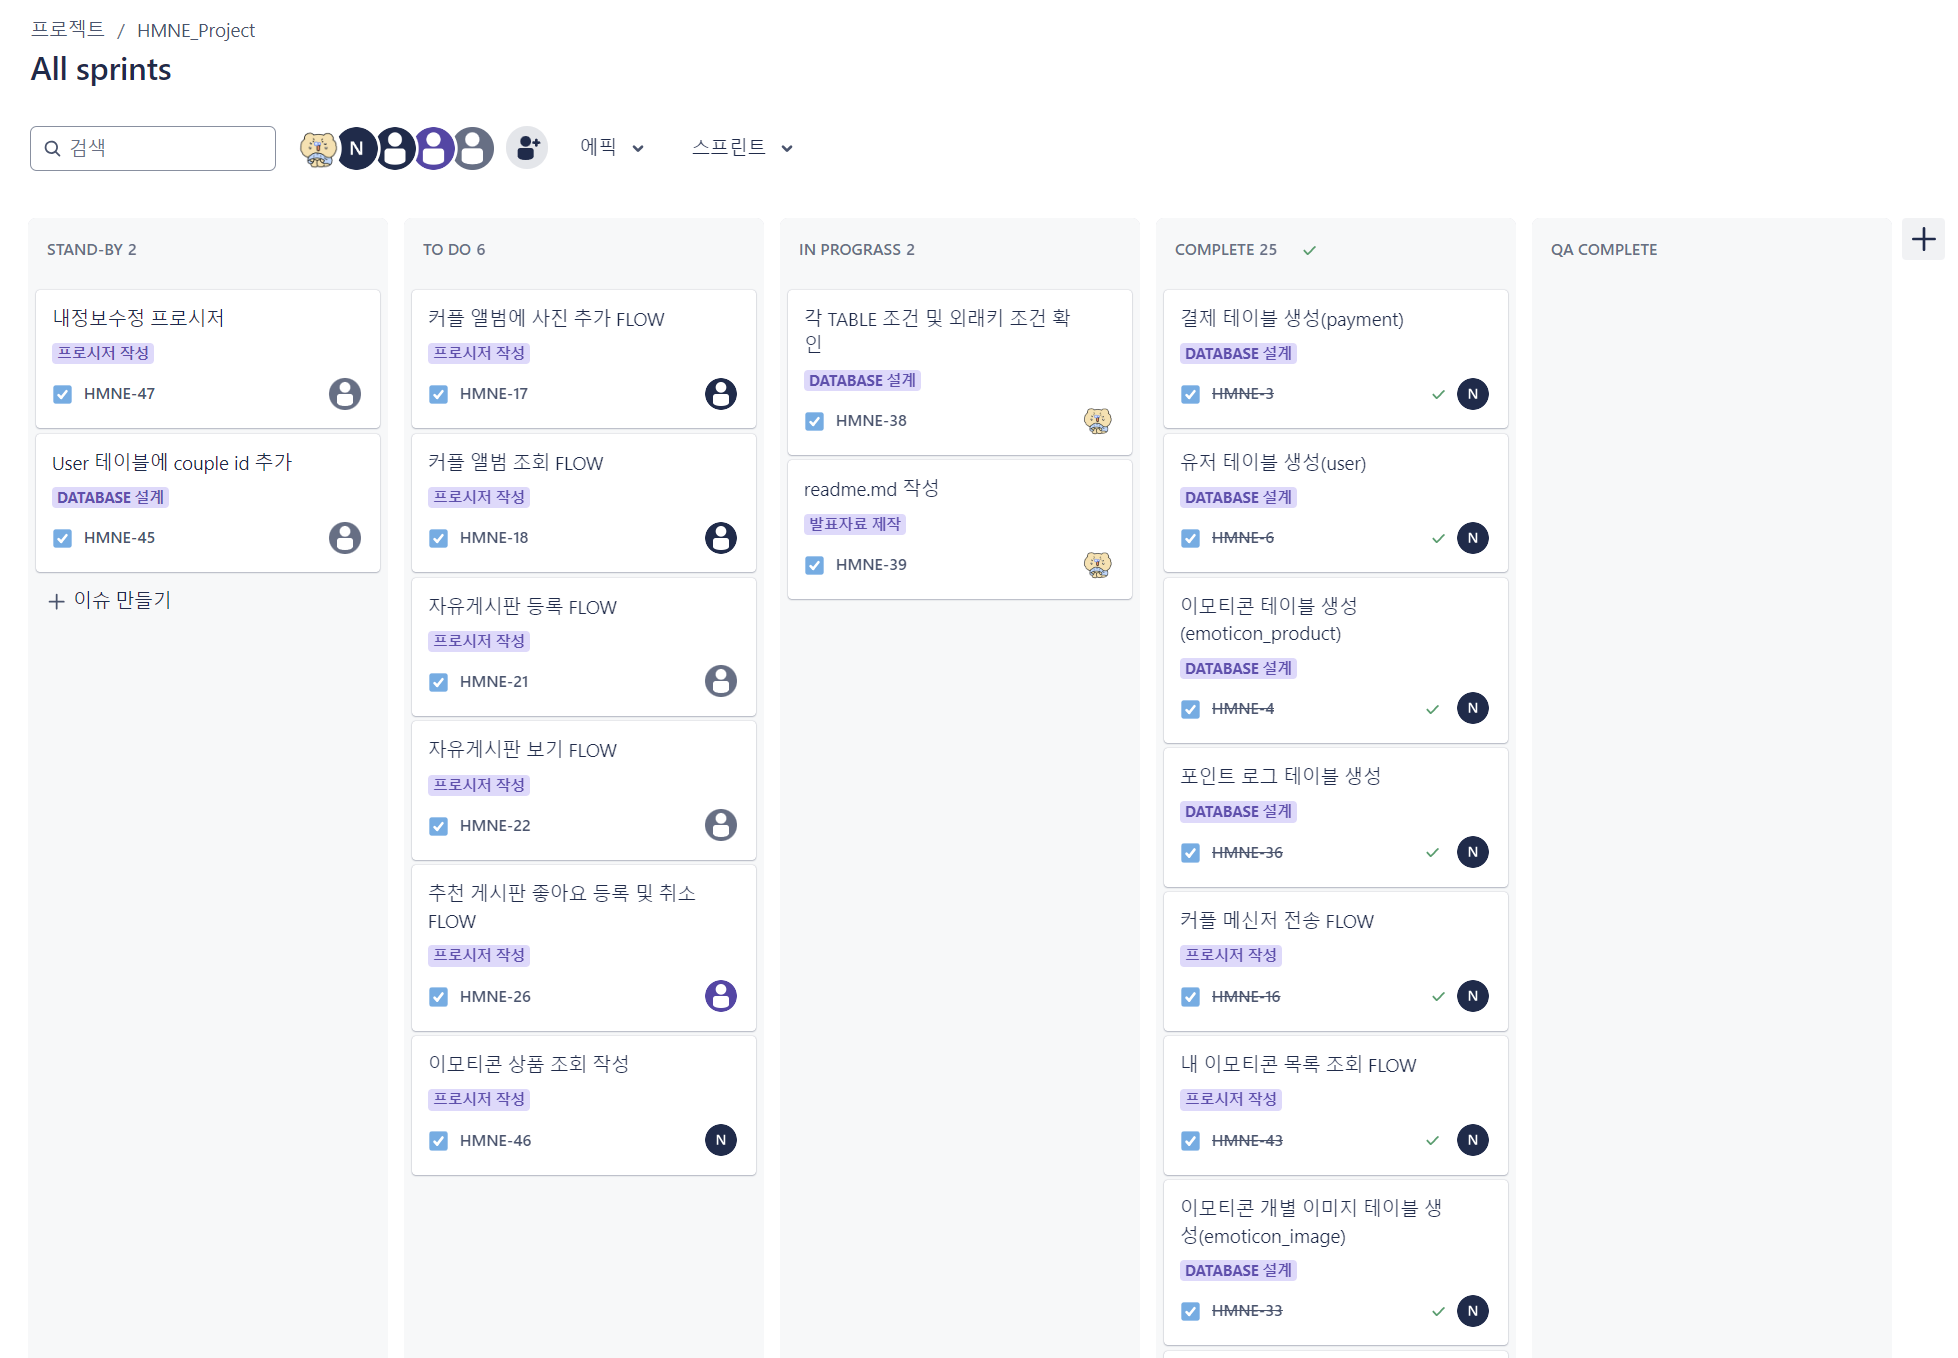 프로젝트 / HMNE_Project
All sprints
검색
N
에픽
스프린트
STAND-BY 2
내정보수정 프로시저
프로시저 작성
HMNE-47
User 테이블에 couple id 추가
DATABASE 설계
HMNE-45
이슈 만들기
TO DO 6
커플 앨범에 사진 추가 FLOW
프로시저 작성
HMNE-17
커플 앨범 조회 FLOW
프로시저 작성
HMNE-18
자유게시판 등록 FLOW
프로시저 작성
HMNE-21
자유게시판 보기 FLOW
프로시저 작성
HMNE-22
추천 게시판 좋아요 등록 및 취소
FLOW
프로시저 작성
HMNE-26
이모티콘 상품 조회 작성
프로시저 작성
HMNE-46
N
IN PROGRASS 2
각 TABLE 조건 및 외래키 조건 확
인
DATABASE 설계
HMNE-38
readme.md 작성
발표자료 제작
HMNE-39
COMPLETE 25
결제 테이블 생성(payment)
DATABASE 설계
HMNE-3
N
유저 테이블 생성(user)
DATABASE 설계
HMNE-6
N
이모티콘 테이블 생성
(emoticon_product)
DATABASE 설계
HMNE-4
N
포인트 로그 테이블 생성
DATABASE 설계
HMNE-36
N
커플 메신저 전송 FLOW
프로시저 작성
HMNE-16
N
내 이모티콘 목록 조회 FLOW
프로시저 작성
HMNE-43
N
이모티콘 개별 이미지 테이블 생
성(emoticon_image)
DATABASE 설계
HMNE-33
N
QA COMPLETE